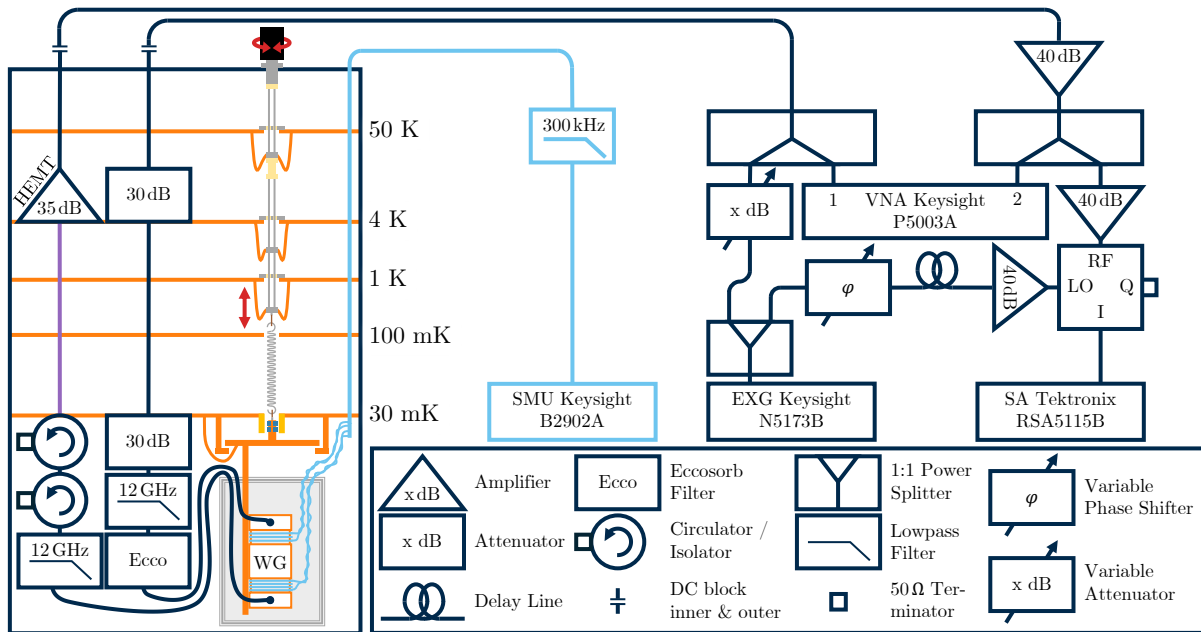 40 dB
50 K
300 kHz
HEMT
35 dB
30 dB
x dB
1
VNA Keysight
P5003A
2
40 dB
4 K
1 K
φ
40 dB
RF
LO
Q
I
100 mK
30 mK
SMU Keysight
B2902A
EXG Keysight
N5173B
SA Tektronix
RSA5115B
30 dB
12 GHz
12 GHz
Ecco
WG
x dB
Amplifier
Ecco
Eccosorb
Filter
1:1 Power
Splitter
φ
Variable
Phase Shifter
x dB
Attenuator
Circulator /
Isolator
Lowpass
Filter
Delay Line
DC block
inner & outer
50 Ω Ter-
minator
x dB
Variable
Attenuator